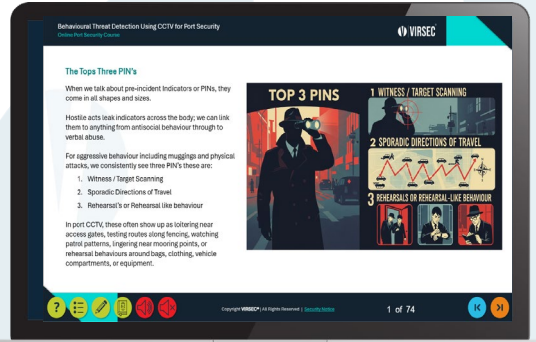 Behavioural Threat Detection Using CCTV for Port Security
Online Port Security Course
VIRSEC
The Tops Three PIN's
When we talk about pre-incident Indicators or PINs, they
come in all shapes and sizes.
Hostile acts leak indicators across the body; we can link
them to anything from antisocial behaviour through to
verbal abuse.
For aggressive behaviour including muggings and physical
attacks, we consistently see three PIN's these are:
1. Witness / Target Scanning
2. Sporadic Directions of Travel
3. Rehearsal's or Rehearsal like behaviour
In port CCTV, these often show up as loitering near
access gates, testing routes along fencing, watching
patrol patterns, lingering near mooring points, or
rehearsal behaviours around bags, clothing, vehicle
compartments, or equipment.
TOP 3 PINS
1 WITNESS / TARGET SCANNING
2 SPORADIC DIRECTIONS OF TRAVEL
3 REHEARSALS OR REHEARSAL-LIKE BEHAVIOUR
?
Copyright VIRSEC® | All Rights Reserved | Security Notice
1 of 74